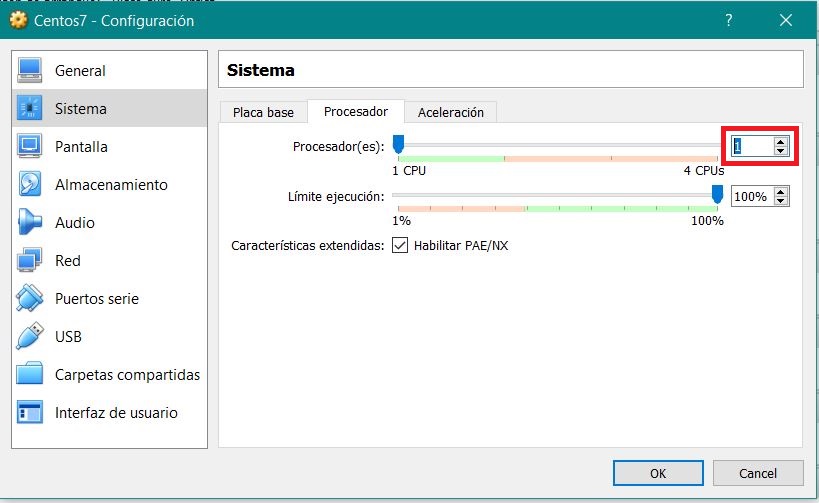 Centos7 - Configuración
?
General
Sistema
Pantalla
Almacenamiento
Audio
Red
Puertos serie
USB
Carpetas compartidas
Interfaz de usuario
Sistema
Placa base
Procesador
Aceleración
Procesador(es):
1
1 CPU
4 CPUs
Límite ejecución:
100%
1%
100%
Características extendidas:
Habilitar PAE/NX
OK
Cancel